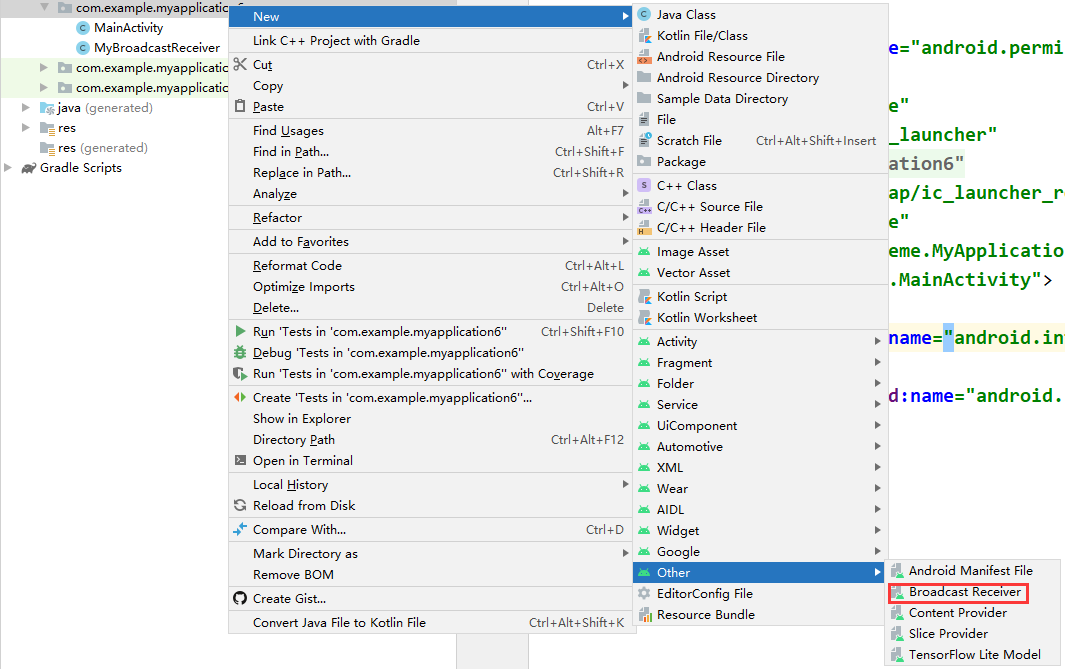 com.example.myapplication6
MainActivity
MyBroadcastReceiver
com.example.myapplicatio
com.example.myapplicatio
java (generated)
res
res (generated)
Gradle Scripts
New
Link C++ Project with Gradle
Cut Ctrl+X
Copy
Paste Ctrl+V
Find Usages Alt+F7
Find in Path... Ctrl+Shift+F
Replace in Path... Ctrl+Shift+R
Analyze
Refactor
Add to Favorites
Reformat Code Ctrl+Alt+L
Optimize Imports Ctrl+Alt+O
Delete... Delete
Run 'Tests in 'com.example.myapplication6'' Ctrl+Shift+F10
Debug 'Tests in 'com.example.myapplication6''
Run 'Tests in 'com.example.myapplication6'' with Coverage
Create 'Tests in 'com.example.myapplication6''...
Show in Explorer
Directory Path Ctrl+Alt+F12
Open in Terminal
Local History
Reload from Disk
Compare With... Ctrl+D
Mark Directory as
Remove BOM
Create Gist...
Convert Java File to Kotlin File Ctrl+Alt+Shift+K
Java Class
Kotlin File/Class
Android Resource File
Android Resource Directory
Sample Data Directory
File
Scratch File Ctrl+Alt+Shift+Insert
Package
C++ Class
C/C++ Source File
C/C++ Header File
Image Asset
Vector Asset
Kotlin Script
Kotlin Worksheet
Activity
Fragment
Folder
Service
UiComponent
Automotive
XML
Wear
AIDL
Widget
Google
Other
EditorConfig File
Resource Bundle
Android Manifest File
Broadcast Receiver
Content Provider
Slice Provider
TensorFlow Lite Model
e="android.permi
e"
_launcher"
ation6"
ap/ic_launcher_r
e"
eme.MyApplicatio
.MainActivity">
name="android.in
d:name="android.